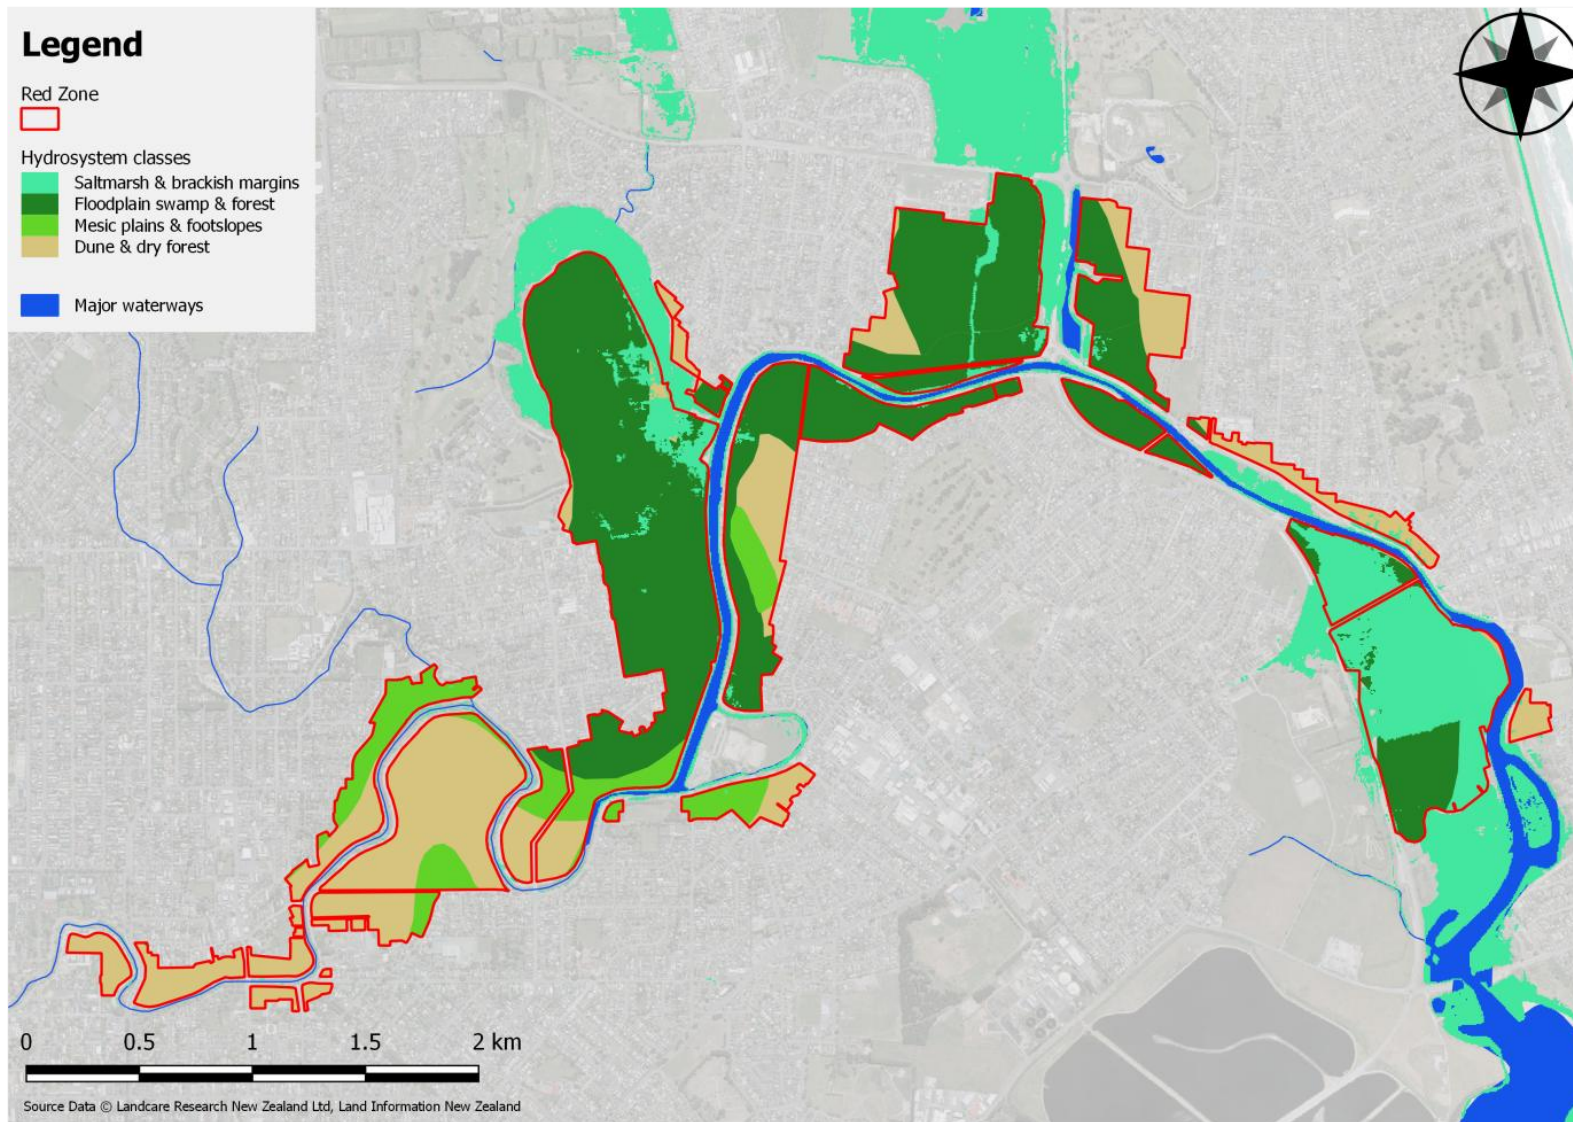 Legend
Red Zone
Hydrosystem classes
Saltmarsh & brackish margins
Floodplain swamp & forest
Mesic plains & footslopes
Dune & dry forest
Major waterways
0 0.5 1 1.5 2 km
Source Data © Landcare Research New Zealand Ltd, Land Information New Zealand